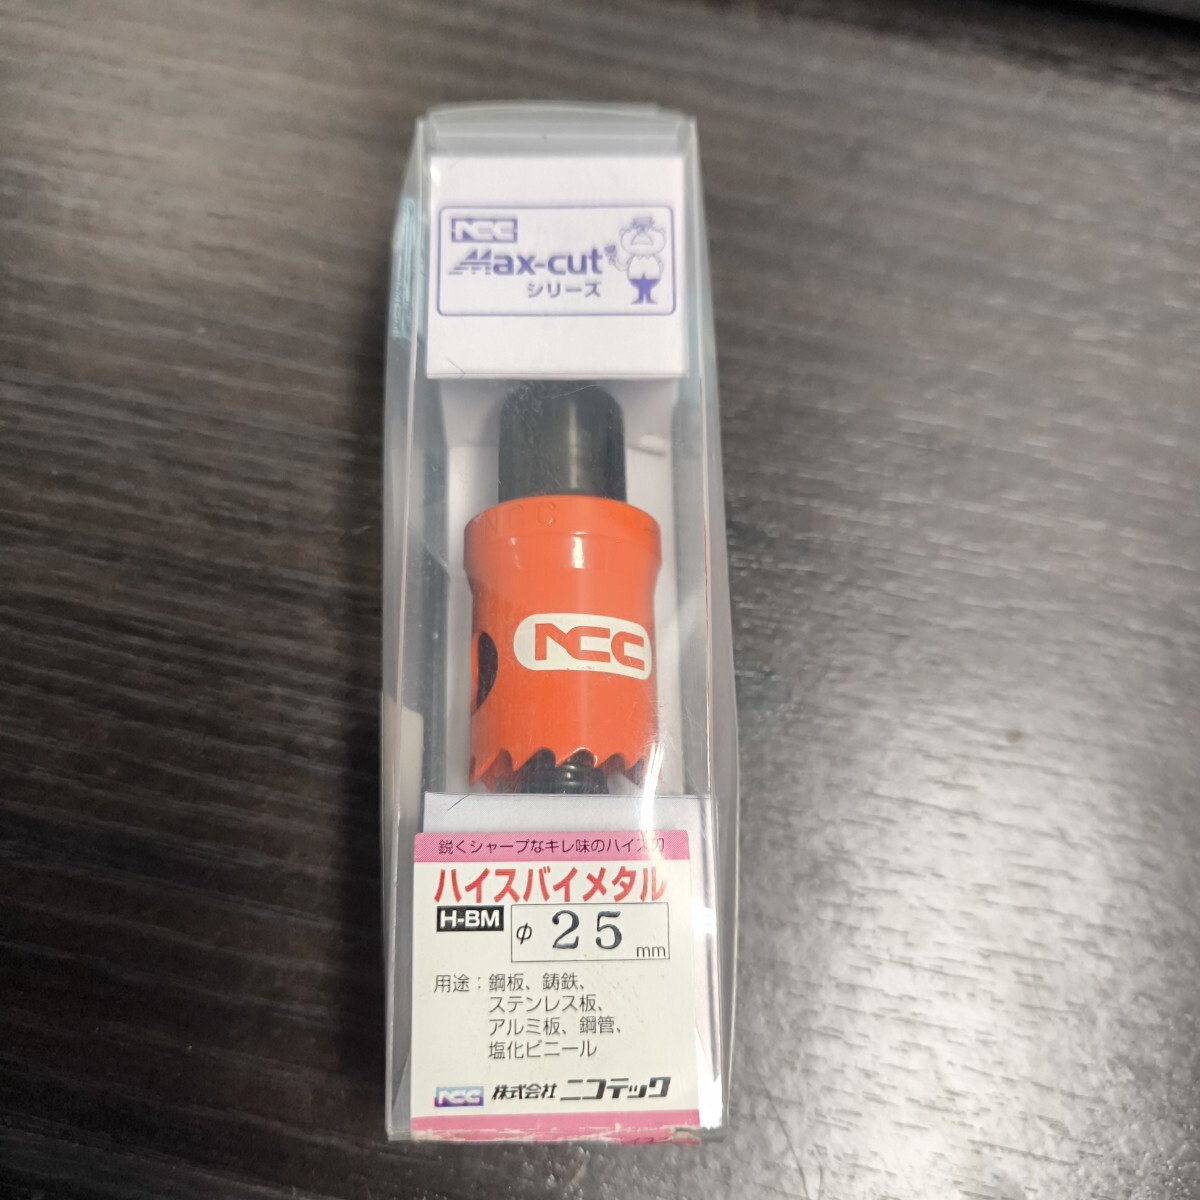 NCC
Max-cut
シリーズ
NCC
NCC
鋭くシャープなキレ味のハイス刃
ハイスバイメタル
H-BM
φ 25 mm
用途：鋼板、鋳鉄、
ステンレス板、
アルミ板、鋼管、
塩化ビニール
NCC 株式会社 ニコテック